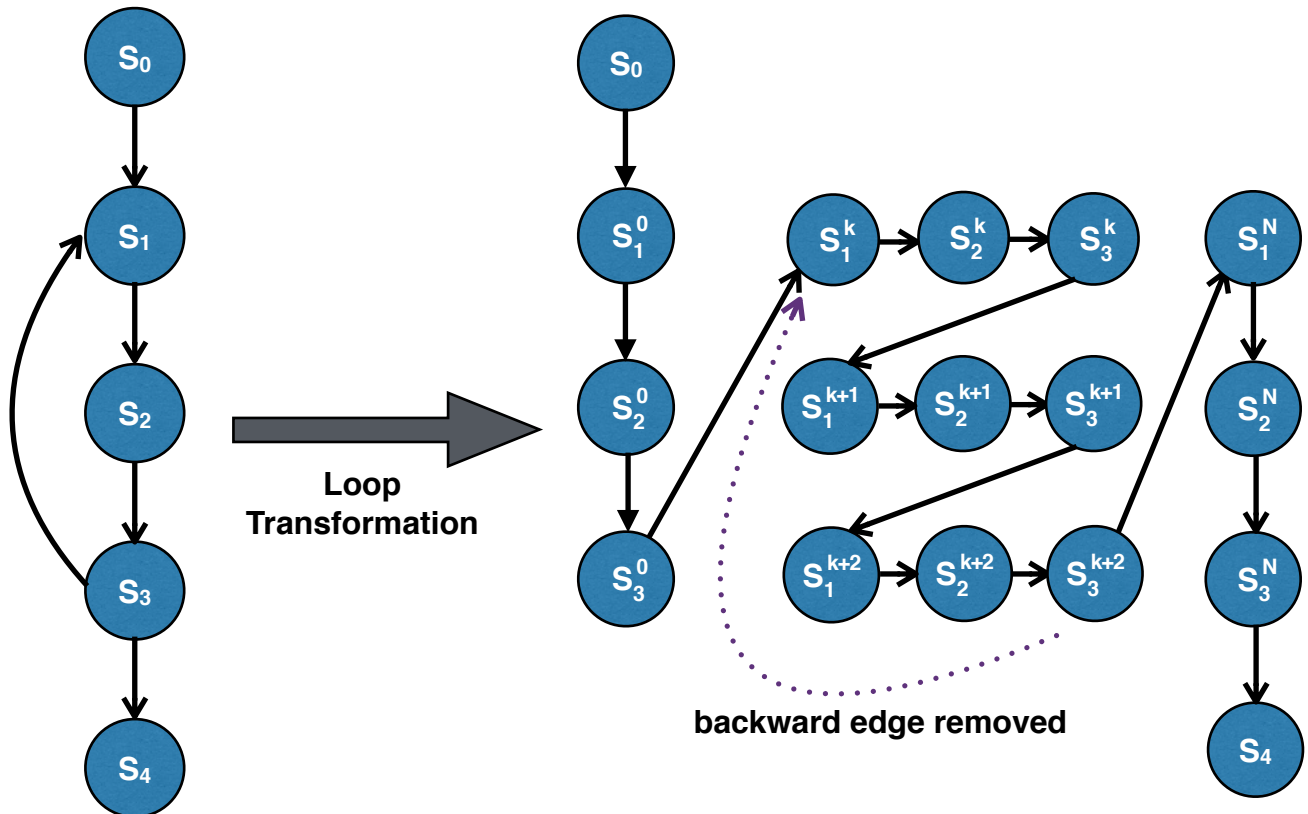 S₀
S₁
S₂
S₃
S₄
Loop
Transformation
S₀
S₁⁰
S₂⁰
S₃⁰
S₁ᵏ
S₂ᵏ
S₃ᵏ
S₁ᵏ⁺¹
S₂ᵏ⁺¹
S₃ᵏ⁺¹
S₁ᵏ⁺²
S₂ᵏ⁺²
S₃ᵏ⁺²
backward edge removed
S₁ᴺ
S₂ᴺ
S₃ᴺ
S₄